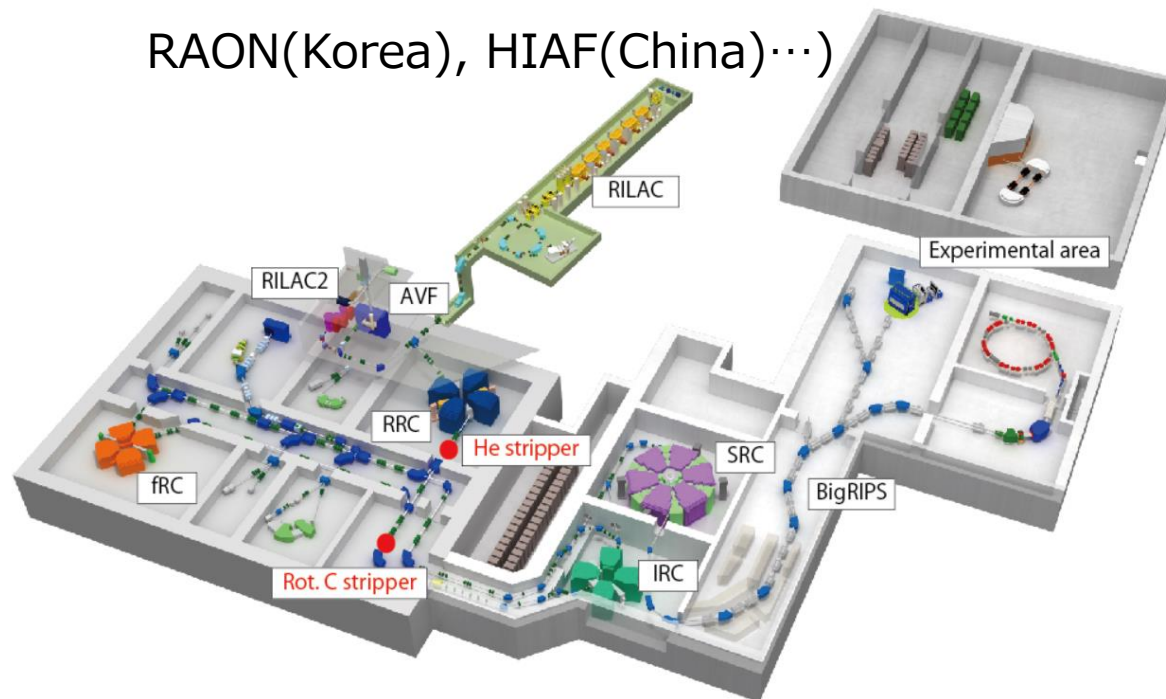 RAON(Korea), HIAF(China)⋯)
RILAC
Experimental area
RILAC2
AVF
RRC
He stripper
SRC
fRC
BigRIPS
IRC
Rot. C stripper